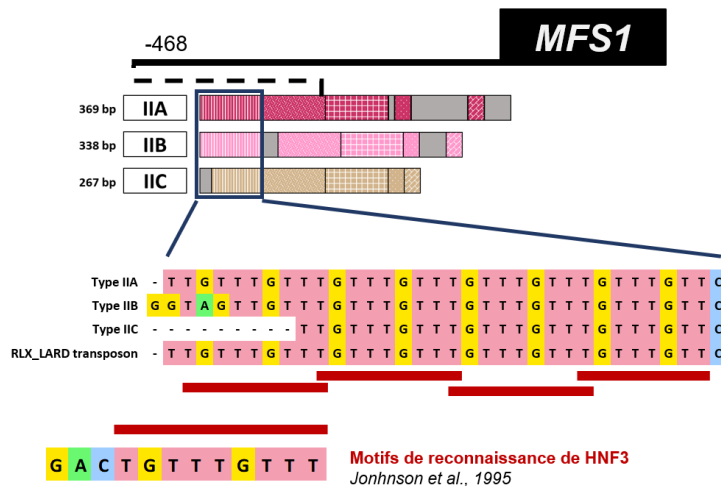 -468
MFS1
369 bp IIA
338 bp IIB
267 bp IIC
Type IIA - T T G T T T G T T T G T T T G T T T G T T T G T T T G T T T G T T C
Type IIB G G T A G T T G T T T G T T T G T T T G T T T G T T T G T T T G T T C
Type IIC - - - - - - - - - T T G T T T G T T T G T T T G T T T G T T T G T T C
RLX_LARD transposon - T T G T T T G T T T G T T T G T T T G T T T G T T T G T T T G T T C
G A C T G T T T G T T T
Motifs de reconnaissance de HNF3
Jonhnson et al., 1995